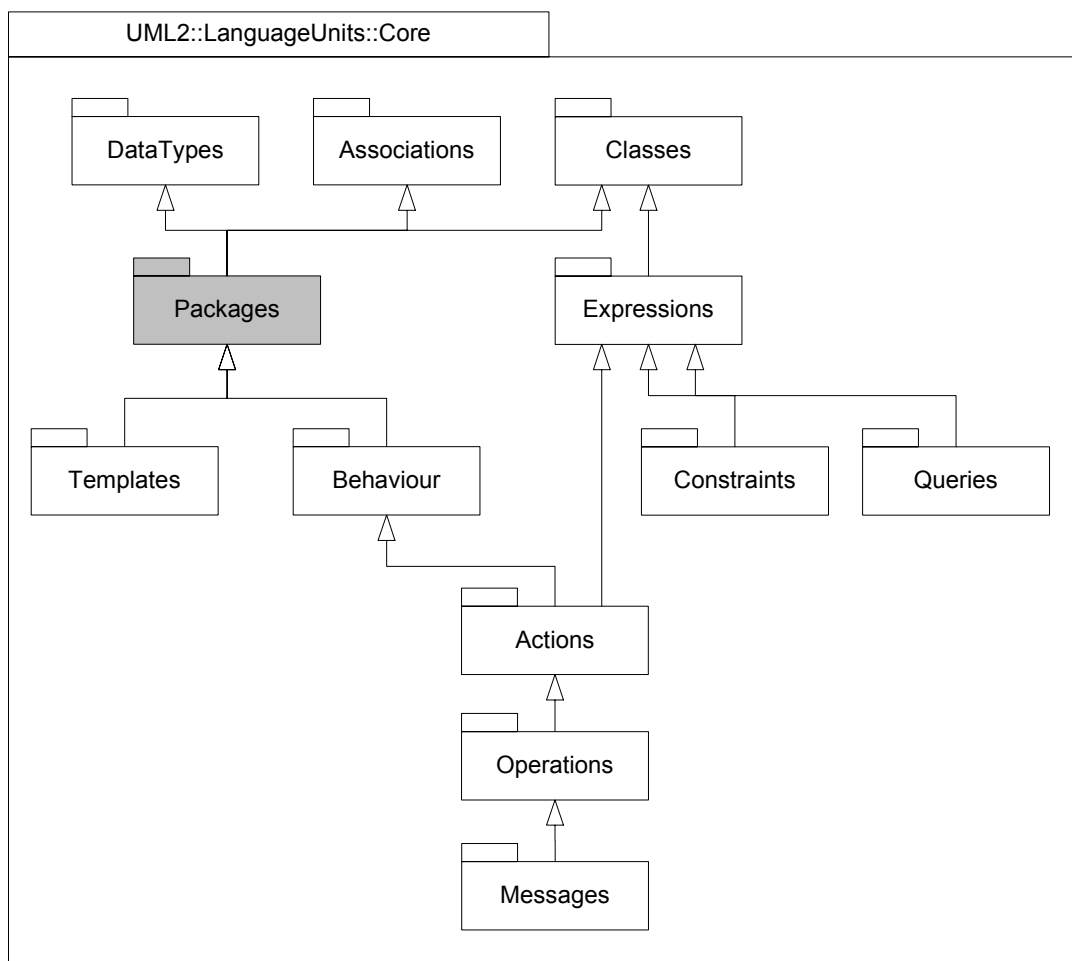 UML2::LanguageUnits::Core
DataTypes
Associations
Classes
Packages
Expressions
Templates
Behaviour
Constraints
Queries
Actions
Operations
Messages